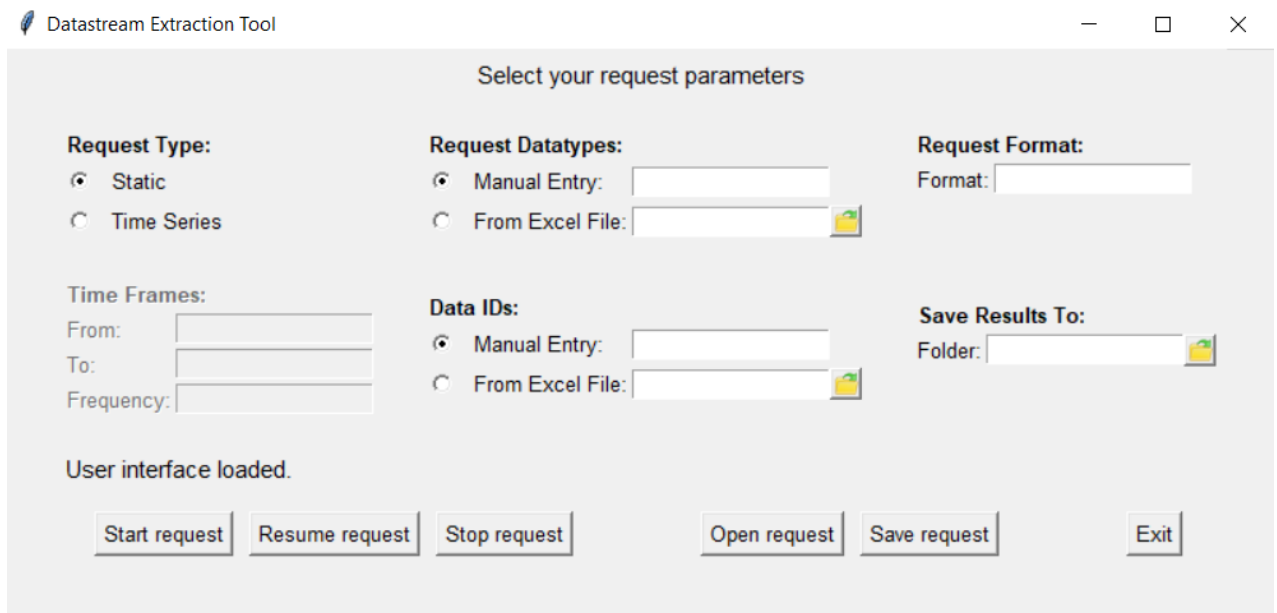 Datastream Extraction Tool
Select your request parameters
Request Type:
Static
Time Series
Request Datatypes:
Manual Entry:
From Excel File:
Request Format:
Format:
Time Frames:
From:
To:
Frequency:
Data IDs:
Manual Entry:
From Excel File:
Save Results To:
Folder:
User interface loaded.
Start request Resume request Stop request Open request Save request Exit